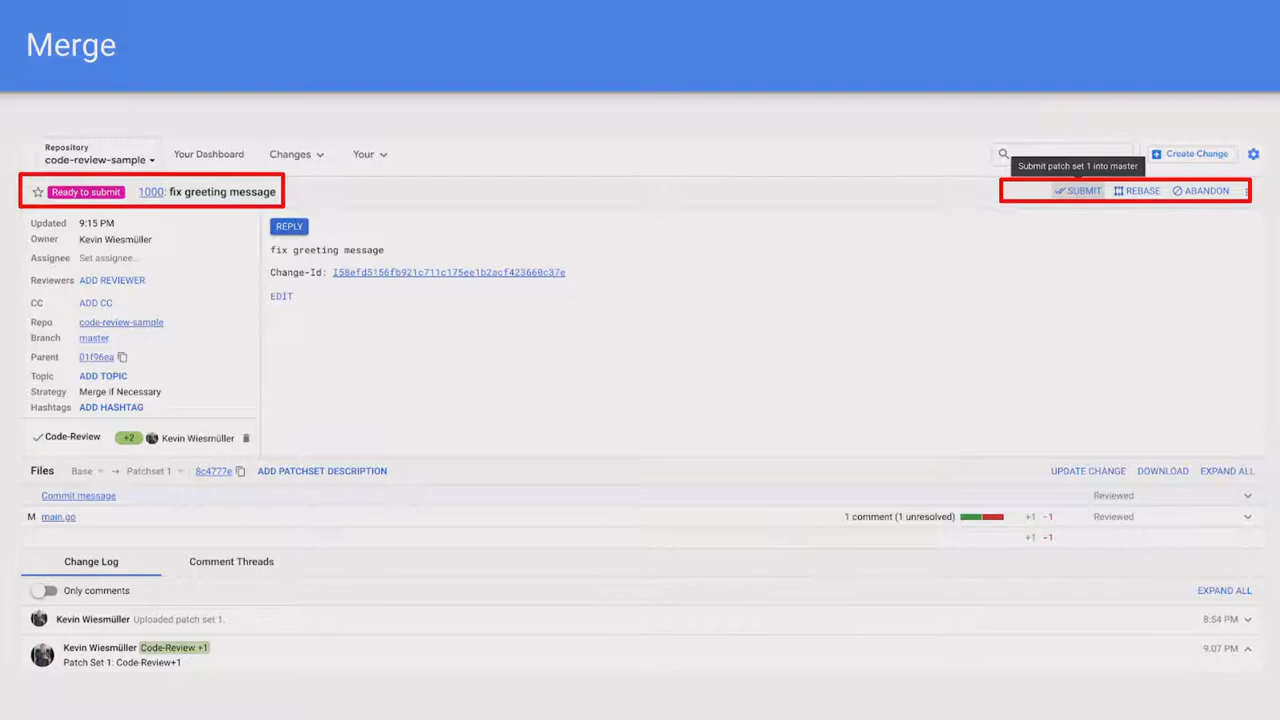 Merge
Repository
code-review-sample
Your Dashboard
Changes
Your
Create Change
Submit patch set 1 into master
Ready to submit
1000: fix greeting message
SUBMIT
REBASE
ABANDON
Updated 9:15 PM
Owner Kevin Wiesmüller
Assignee Set assignee...
Reviewers ADD REVIEWER
CC ADD CC
Repo code-review-sample
Branch master
Parent 01f96ea
Topic ADD TOPIC
Strategy Merge if Necessary
Hashtags ADD HASHTAG
Code-Review +2 Kevin Wiesmüller
REPLY
fix greeting message
Change-Id: I58efd5156fb921c711c175ee1b2acf423660c37e
EDIT
Files Base → Patchset 1 8c4777e ADD PATCHSET DESCRIPTION
UPDATE CHANGE DOWNLOAD EXPAND ALL
Commit message Reviewed
M main.go 1 comment (1 unresolved) +1 -1 Reviewed
+1 -1
Change Log Comment Threads
Only comments EXPAND ALL
Kevin Wiesmüller Uploaded patch set 1. 8:54 PM
Kevin Wiesmüller Code-Review +1 9:07 PM
Patch Set 1: Code-Review+1